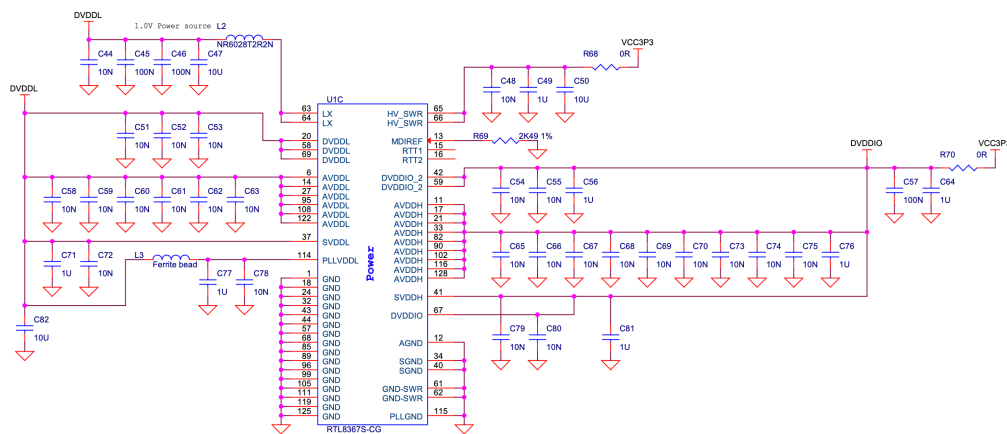 DVDDL
1.0V Power source
L2
NR6028T2R2N
C44
10N
C45
100N
C46
100N
C47
10U
R68
0R
VCC3P3
C48
10N
C49
1U
C50
10U
DVDDL
U1C
63
LX
64
LX
65
HV_SWR
66
HV_SWR
C51
10N
C52
10N
C53
10N
20
DVDDL
58
DVDDL
69
DVDDL
13
MDIREF
15
RTT1
16
RTT2
R69
2K49 1%
DVDDIO
R70
0R
VCC3P
6
AVDDL
14
AVDDL
27
AVDDL
95
AVDDL
108
AVDDL
122
AVDDL
42
DVDDIO_2
59
DVDDIO_2
C58
10N
C59
10N
C60
10N
C61
10N
C62
10N
C63
10N
C54
10N
C55
10N
C56
1U
C57
100N
C64
1U
11
AVDDH
17
AVDDH
21
AVDDH
33
AVDDH
82
AVDDH
90
AVDDH
102
AVDDH
116
AVDDH
128
AVDDH
37
SVDDL
C71
1U
C72
10N
L3
Ferrite bead
114
PLLVDDL
C77
1U
C78
10N
Power
C65
10N
C66
10N
C67
10N
C68
10N
C69
10N
C70
10N
C73
10N
C74
10N
C75
10N
C76
1U
1
GND
18
GND
24
GND
32
GND
43
GND
44
GND
57
GND
68
GND
85
GND
89
GND
96
GND
99
GND
105
GND
111
GND
119
GND
125
GND
41
SVDDH
67
DVDDIO
C82
10U
C79
10N
C80
10N
C81
1U
12
AGND
34
SGND
40
SGND
61
GND-SWR
62
GND-SWR
115
PLLGND
RTL8367S-CG